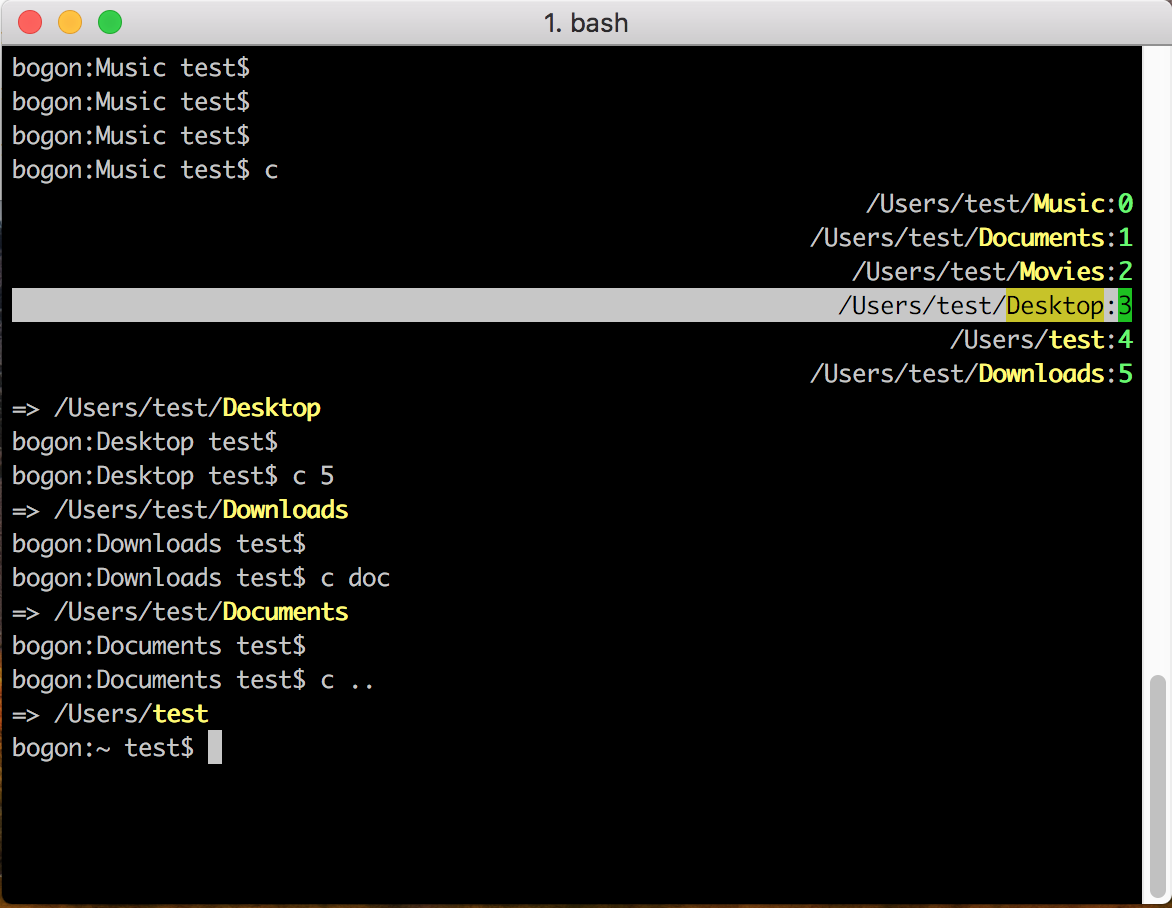 1. bash
bogon:Music test$
bogon:Music test$
bogon:Music test$
bogon:Music test$ c
/Users/test/Music:0
/Users/test/Documents:1
/Users/test/Movies:2
/Users/test/Desktop:3
/Users/test:4
/Users/test/Downloads:5
=> /Users/test/Desktop
bogon:Desktop test$
bogon:Desktop test$ c 5
=> /Users/test/Downloads
bogon:Downloads test$
bogon:Downloads test$ c doc
=> /Users/test/Documents
bogon:Documents test$
bogon:Documents test$ c ..
=> /Users/test
bogon:~ test$